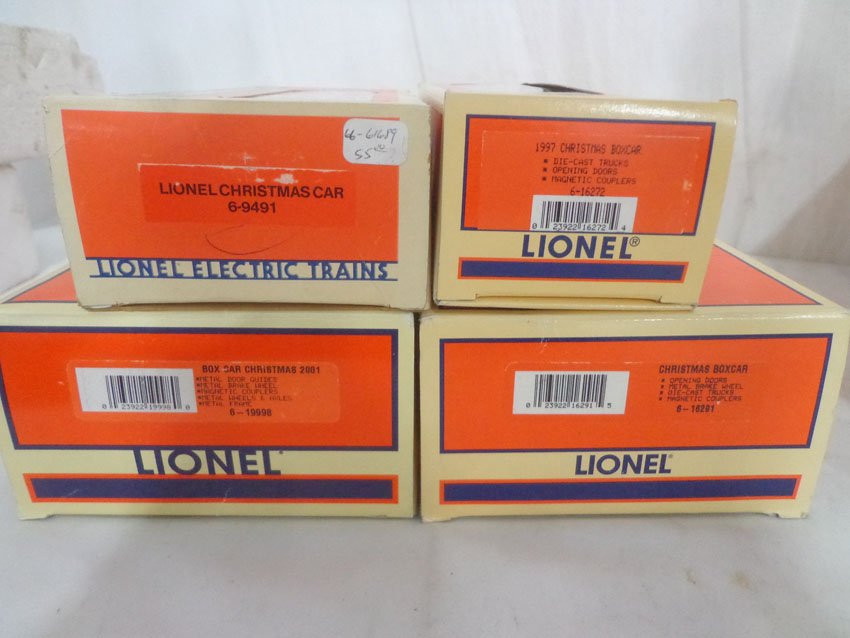 66-61689
55.00
LIONEL CHRISTMAS CAR
6-9491
LIONEL ELECTRIC TRAINS
1997 CHRISTMAS BOXCAR
* DIE-CAST TRUCKS
* OPENING DOORS
* MAGNETIC COUPLERS
6-16272
0 23922 16272 4
LIONEL®
BOX CAR CHRISTMAS 2001
*METAL DOOR GUIDES
*METAL BRAKE WHEEL
*MAGNETIC COUPLERS
*METAL WHEELS & AXLES
*METAL FRAME
6-19998
0 23922 19998 0
LIONEL
CHRISTMAS BOXCAR
* OPENING DOORS
* METAL BRAKE WHEEL
* DIE-CAST TRUCKS
* MAGNETIC COUPLERS
6-16291
0 23922 16291 5
LIONEL